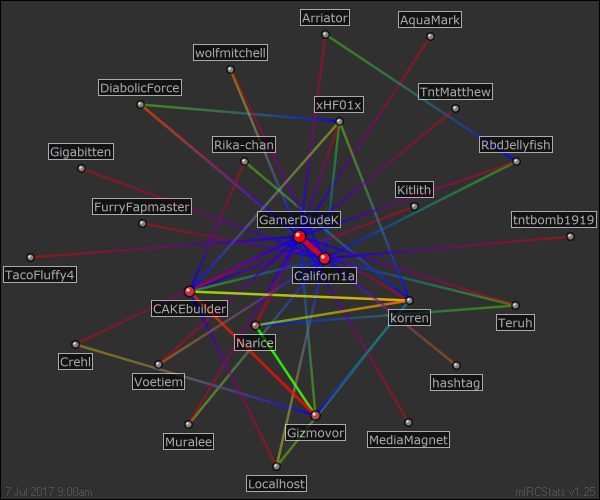 Arriator
AquaMark
wolfmitchell
DiabolicForce
TntMatthew
xHF01x
Rika-chan
RbdJellyfish
Gigabitten
Kitlith
FurryFapmaster
GamerDudeK
tntbomb1919
TacoFluffy4
Californ1a
CAKEbuilder
korren
Teruh
Narice
Crehl
Voetiem
hashtag
Gizmovor
Muralee
MediaMagnet
Localhost
7 Jul 2017 9:00am
mIRCStats v1.25